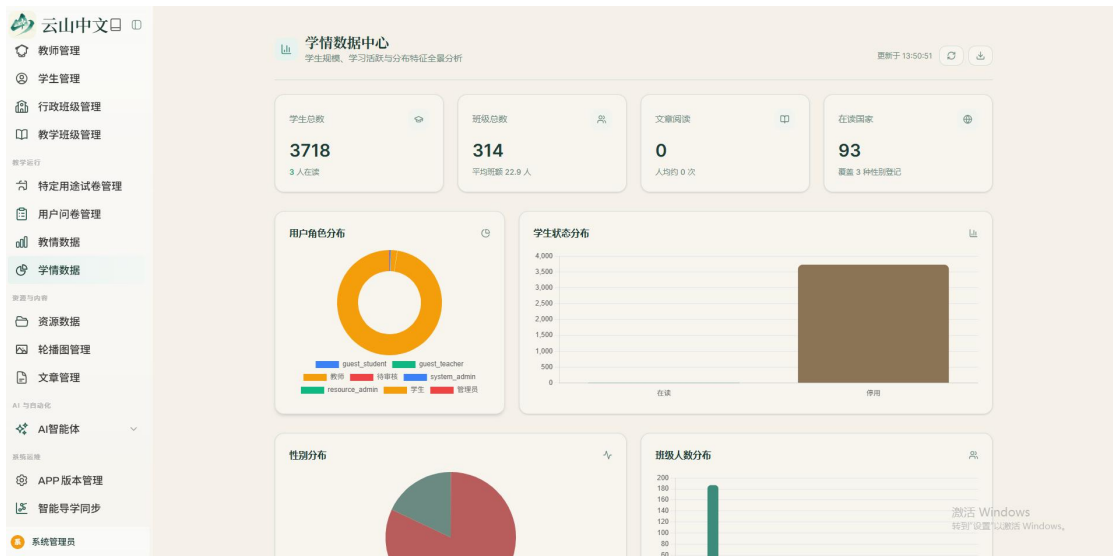 云山中文
教师管理
学生管理
行政班级管理
教学班级管理
教学运行
特定用途试卷管理
用户问卷管理
教情数据
学情数据
资源与内容
资源数据
轮播图管理
文章管理
AI 与自动化
AI智能体
APP 版本管理
智能导学同步
系统管理员
学情数据中心
学生规模、学习活跃与分布特征全量分析
更新于 13:50:51
学生总数
3718
3 人在读
班级总数
314
平均班额 22.9 人
文章阅读
0
人均约 0 次
在读国家
93
覆盖 3 种性别登记
用户角色分布
guest_student guest_teacher
教师 待审核 system_admin
resource_admin 学生 管理员
学生状态分布
4,000
3,500
3,000
2,500
2,000
1,500
1,000
500
0
在读 停用
性别分布
班级人数分布
200
180
160
140
120
100
80
60
激活 Windows
转到"设置"以激活 Windows。